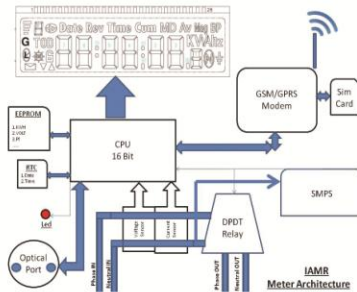 Date Rev Time Cum MD Av
TOD
EEPROM
1.KWH
2.VOLT
3.PF
RTC
1.Date
2.Time
Led
Optical
Port
CPU
16 Bit
GSM/GPRS
Modem
Sim
Card
SMPS
Voltage
Sensor
Current
Sensor
DPDT
Relay
Phase IN
Neutral IN
Phase OUT
Neutral OUT
IAMR
Meter Architecture